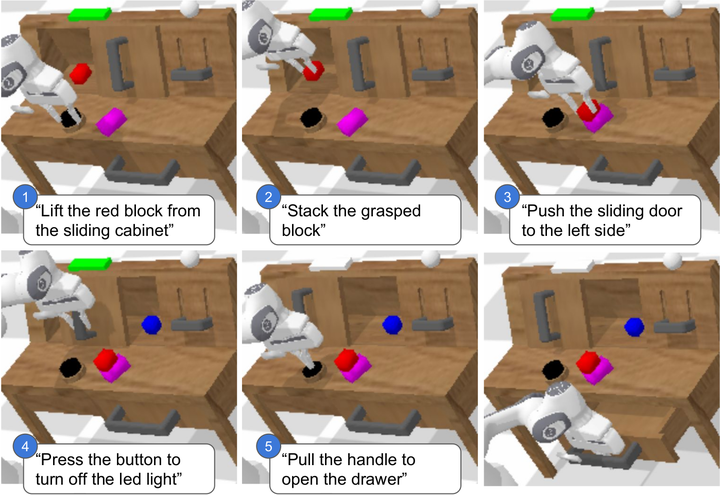 1
“Lift the red block from
the sliding cabinet”
2
“Stack the grasped
block”
3
“Push the sliding door
to the left side”
4
“Press the button to
turn off the led light”
5
“Pull the handle to
open the drawer”